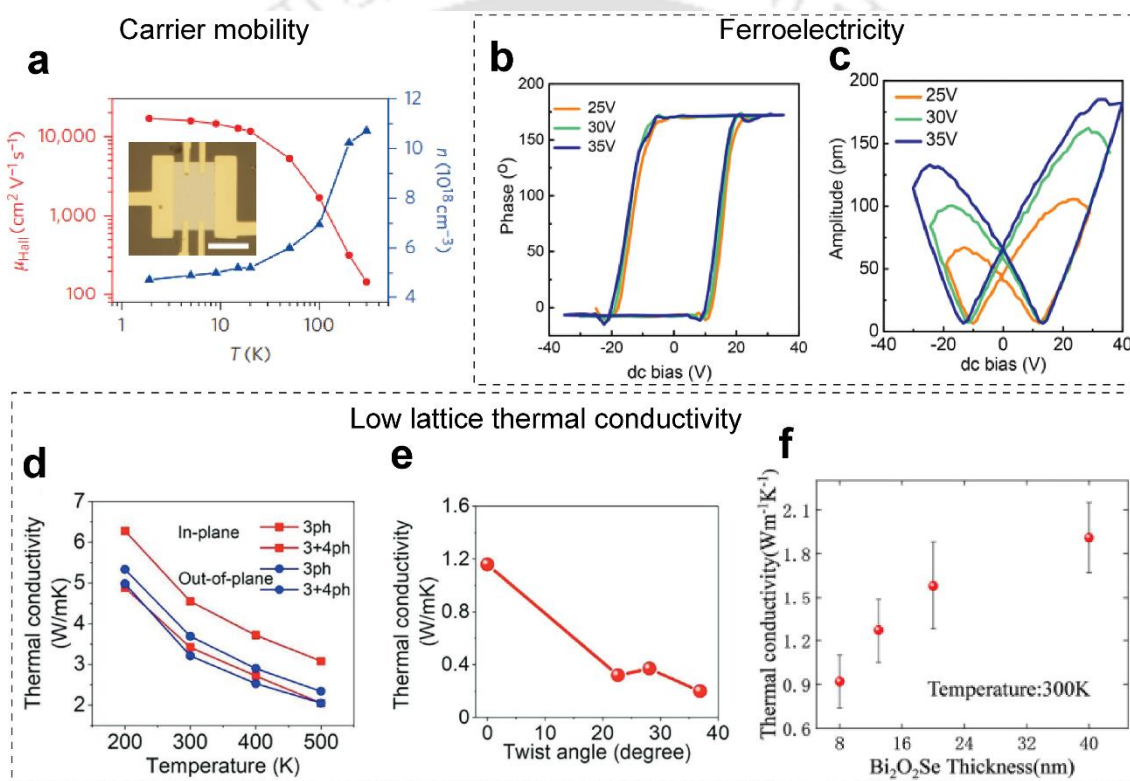 Carrier mobility
Ferroelectricity
a
μHall (cm² V⁻¹ s⁻¹)
10,000
1,000
100
12
10
8
6
4
n (10¹⁸ cm⁻³)
1 10 100
T (K)
b
200
150
100
50
0
Phase (°)
25V
30V
35V
-40 -20 0 20 40
dc bias (V)
c
200
150
100
50
0
Amplitude (pm)
25V
30V
35V
-40 -20 0 20 40
dc bias (V)
Low lattice thermal conductivity
d
7
6
5
4
3
2
Thermal conductivity
(W/mK)
In-plane
3ph
3+4ph
Out-of-plane
3ph
3+4ph
200 300 400 500
Temperature (K)
e
1.6
1.2
0.8
0.4
0
Thermal conductivity
(W/mK)
0 10 20 30 40
Twist angle (degree)
f
2.1
1.8
1.5
1.2
0.9
0.6
Thermal conductivity(Wm⁻¹K⁻¹)
Temperature:300K
8 16 24 32 40
Bi₂O₂Se Thickness(nm)